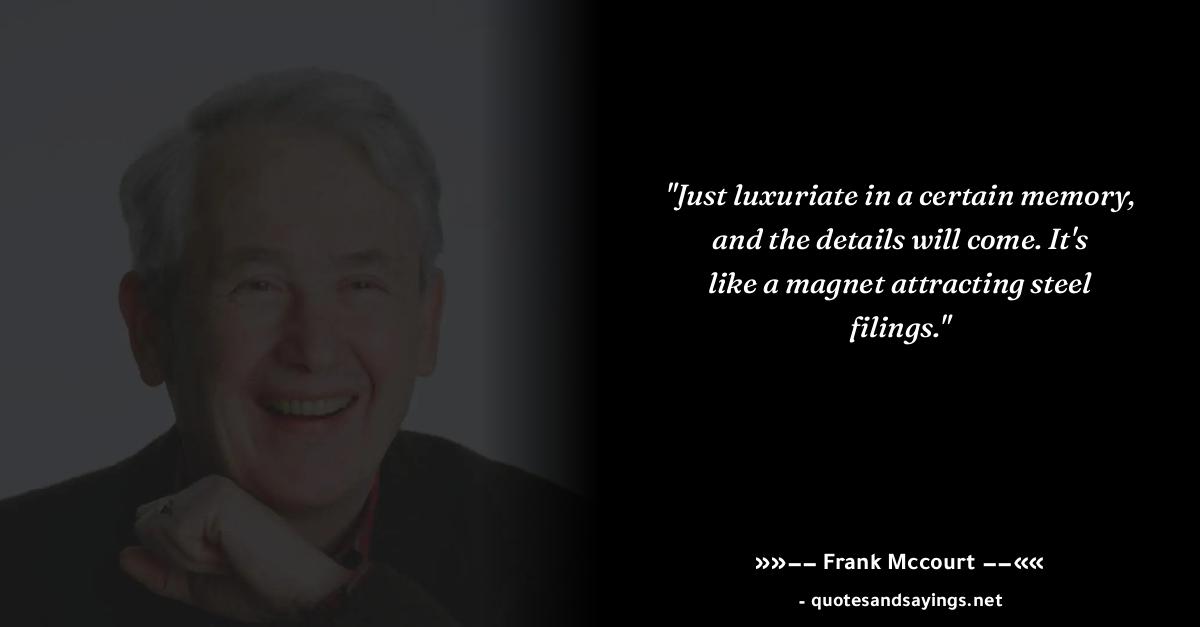 "Just luxuriate in a certain memory,
and the details will come. It's
like a magnet attracting steel
filings."
»»−− Frank Mccourt −−««
- quotesandsayings.net